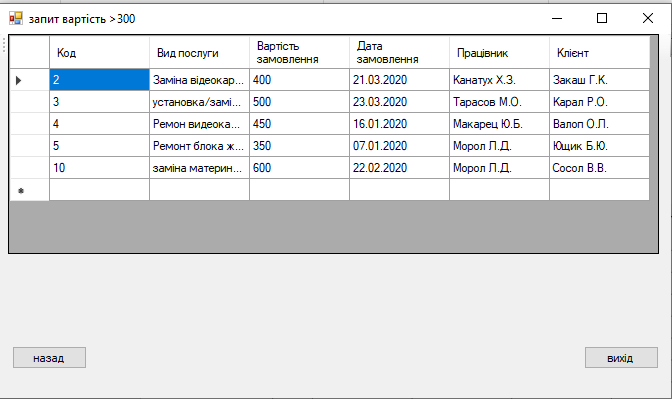 запит вартість >300
Код Вид послуги Вартість замовлення Дата замовлення Працівник Клієнт
2 Заміна відеокар... 400 21.03.2020 Канатух Х.З. Закаш Г.К.
3 установка/замі... 500 23.03.2020 Тарасов М.О. Карал Р.О.
4 Ремон видеока... 450 16.01.2020 Макарец Ю.Б. Валоп О.Л.
5 Ремонт блока ж... 350 07.01.2020 Морол Л.Д. Ющик Б.Ю.
10 заміна материн... 600 22.02.2020 Морол Л.Д. Сосол В.В.
назад
вихід